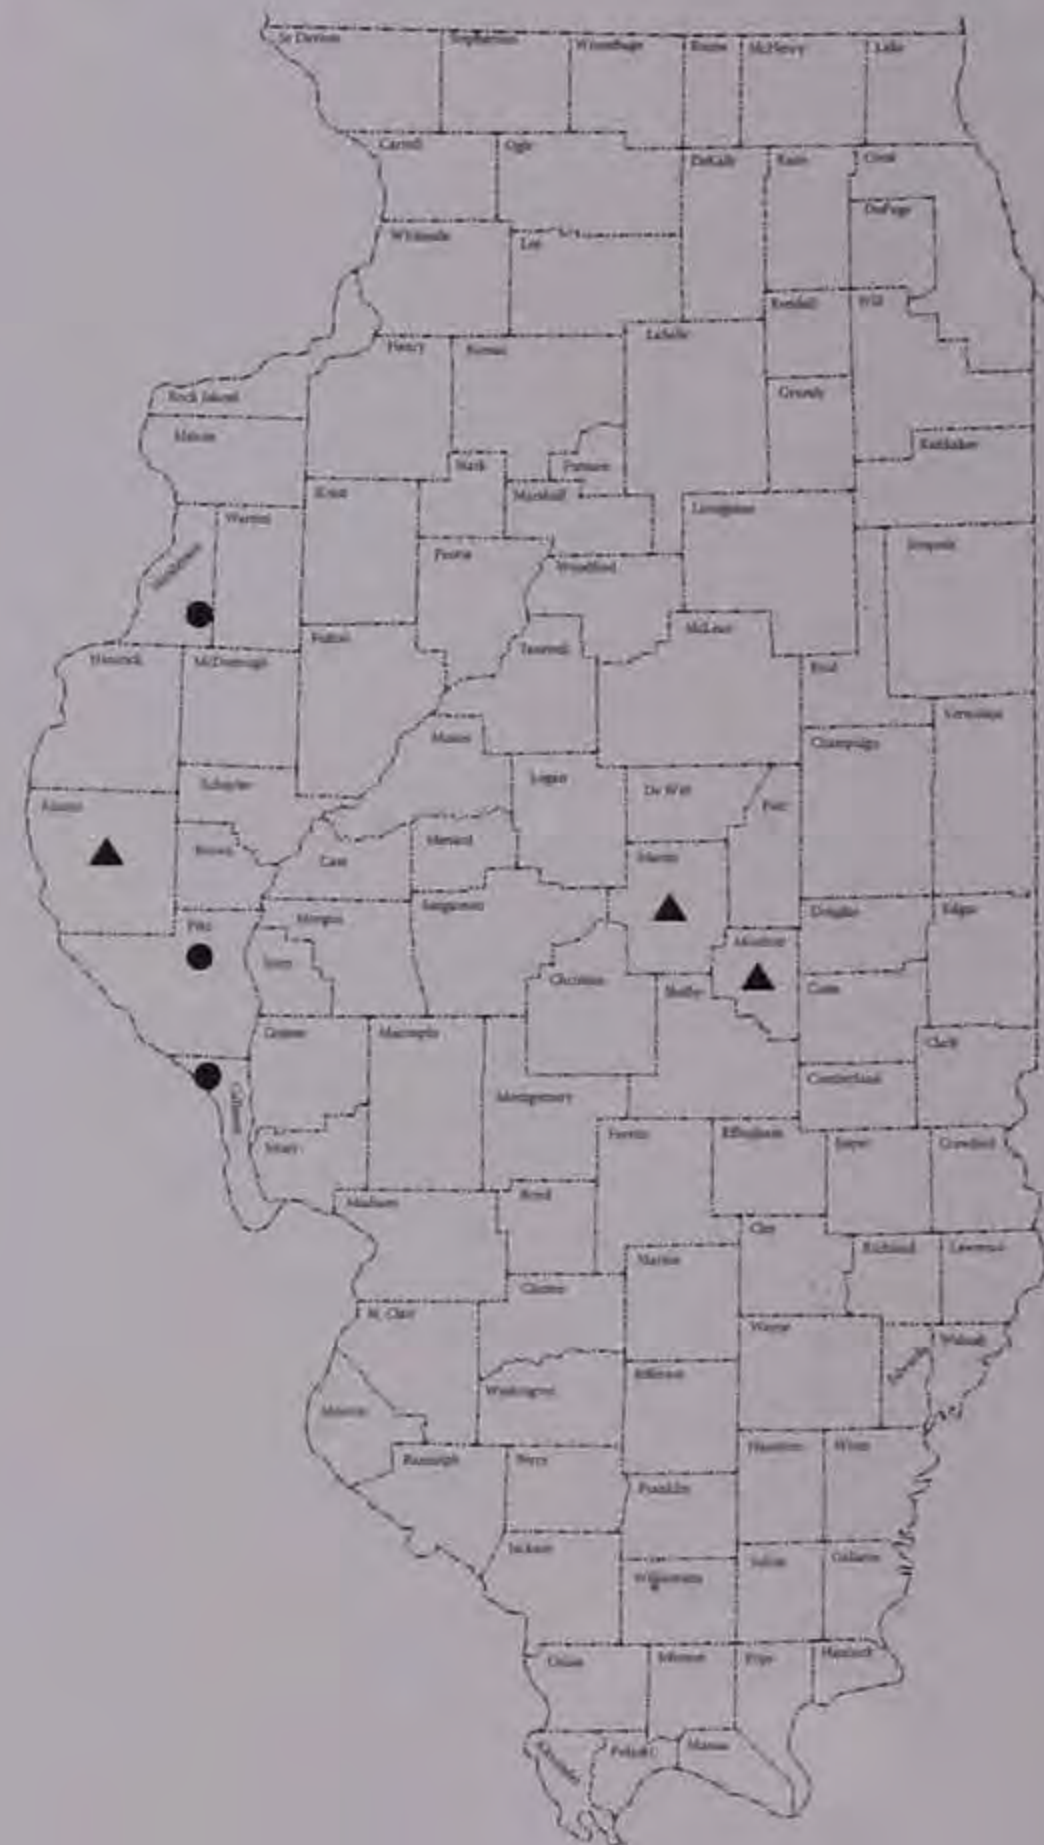 Jo Daviess
Stephenson
Winnebago
Boone
McHenry
Lake
Carroll
Ogle
DeKalb
Kane
Cook
DuPage
Whiteside
Lee
Kendall
Will
LaSalle
Henry
Bureau
Grundy
Rock Island
Mercer
Kankakee
Stark
Putnam
Knox
Marshall
Livingston
Warren
Henderson
Peoria
Woodford
Iroquois
Fulton
Tazewell
McLean
Hancock
McDonough
Ford
Vermilion
Mason
Champaign
Schuyler
Logan
De Witt
Piatt
Adams
Brown
Cass
Menard
Macon
Pike
Morgan
Sangamon
Douglas
Edgar
Scott
Christian
Moultrie
Shelby
Coles
Greene
Macoupin
Clark
Calhoun
Montgomery
Cumberland
Jersey
Fayette
Effingham
Jasper
Crawford
Madison
Bond
Clay
Richland
Lawrence
Marion
Clinton
St. Clair
Wayne
Edwards
Wabash
Washington
Jefferson
Monroe
Randolph
Perry
Hamilton
White
Franklin
Jackson
Williamson
Saline
Gallatin
Union
Johnson
Pope
Hardin
Alexander
Pulaski
Massac